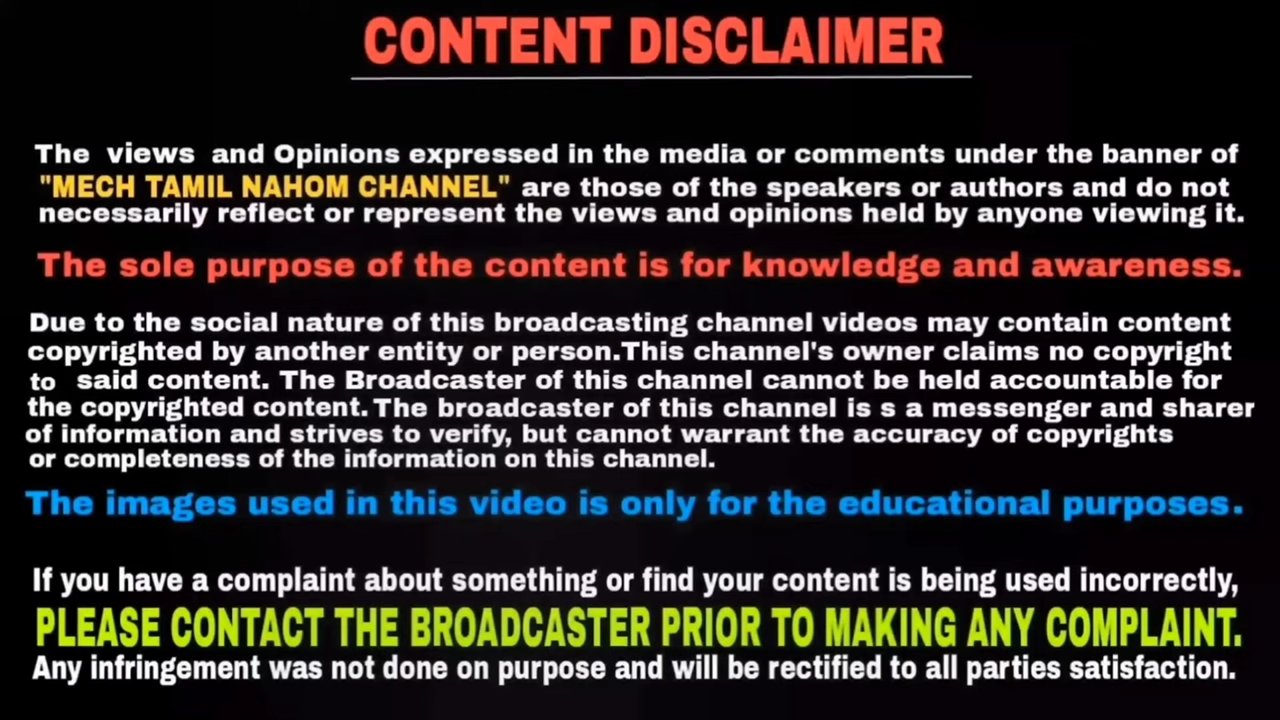 CONTENT DISCLAIMER
The views and Opinions expressed in the media or comments under the banner of
"MECH TAMIL NAHOM CHANNEL" are those of the speakers or authors and do not
necessarily reflect or represent the views and opinions held by anyone viewing it.
The sole purpose of the content is for knowledge and awareness.
Due to the social nature of this broadcasting channel videos may contain content
copyrighted by another entity or person.This channel's owner claims no copyright
to said content. The Broadcaster of this channel cannot be held accountable for
the copyrighted content. The broadcaster of this channel is s a messenger and sharer
of information and strives to verify, but cannot warrant the accuracy of copyrights
or completeness of the information on this channel.
The images used in this video is only for the educational purposes.
If you have a complaint about something or find your content is being used incorrectly,
PLEASE CONTACT THE BROADCASTER PRIOR TO MAKING ANY COMPLAINT.
Any infringement was not done on purpose and will be rectified to all parties satisfaction.